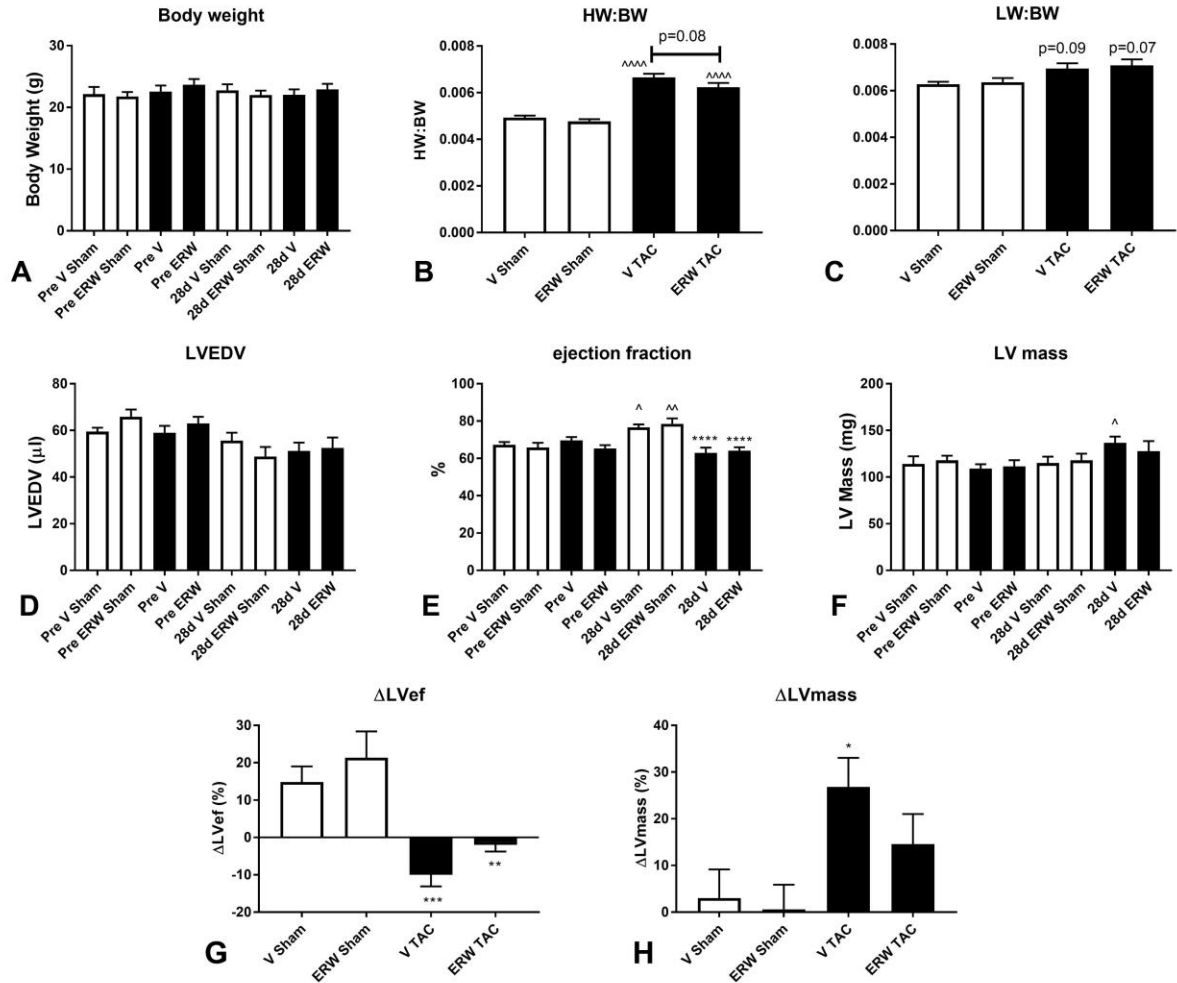 Body weight
Body Weight (g)
30
20
10
0
Pre V Sham
Pre ERW Sham
Pre V
Pre ERW
28d V Sham
28d ERW Sham
28d V
28d ERW
A
HW:BW
HW:BW
0.008
0.006
0.004
0.002
0.000
p=0.08
^^^^
^^^^
V Sham
ERW Sham
V TAC
ERW TAC
B
LW:BW
0.008
0.006
0.004
0.002
0.000
p=0.09
p=0.07
V Sham
ERW Sham
V TAC
ERW TAC
C
LVEDV
LVEDV (µl)
80
60
40
20
0
Pre V Sham
Pre ERW Sham
Pre V
Pre ERW
28d V Sham
28d ERW Sham
28d V
28d ERW
D
ejection fraction
%
100
80
60
40
20
0
^
^^
****
****
Pre V Sham
Pre ERW Sham
Pre V
Pre ERW
28d V Sham
28d ERW Sham
28d V
28d ERW
E
LV mass
LV Mass (mg)
200
150
100
50
0
^
Pre V Sham
Pre ERW Sham
Pre V
Pre ERW
28d V Sham
28d ERW Sham
28d V
28d ERW
F
ΔLVef
ΔLVef (%)
30
20
10
0
-10
-20
***
**
V Sham
ERW Sham
V TAC
ERW TAC
G
ΔLVmass
ΔLVmass (%)
40
30
20
10
0
*
V Sham
ERW Sham
V TAC
ERW TAC
H